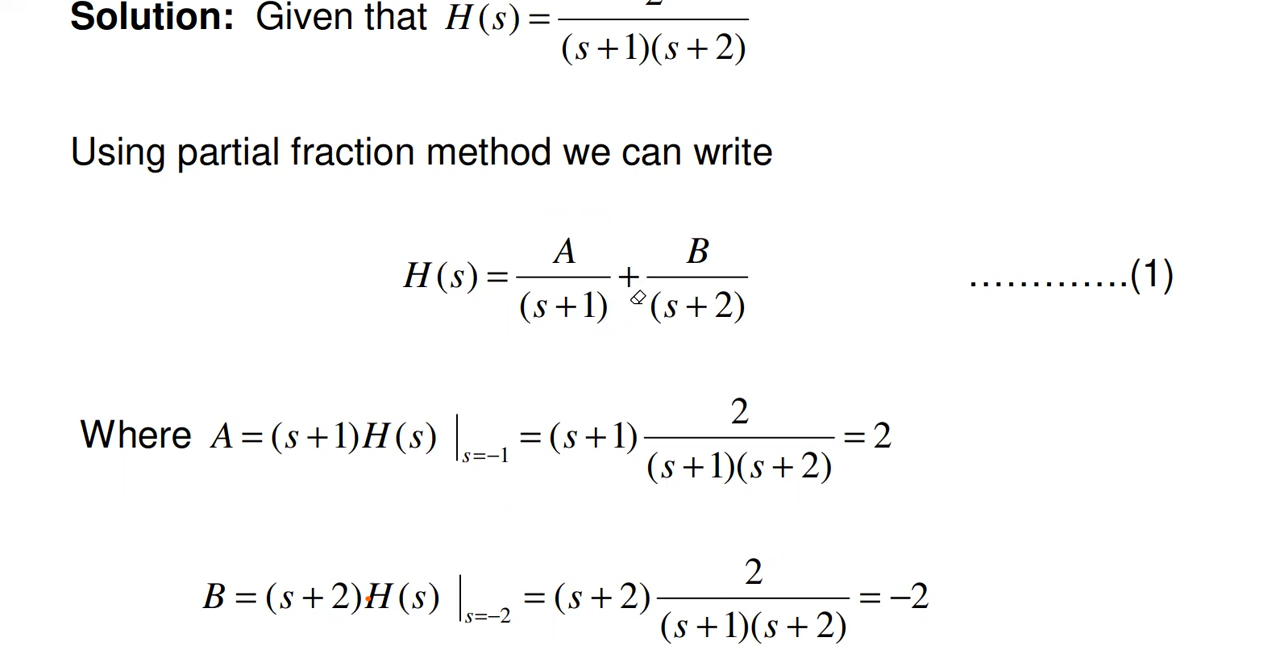 Solution: Given that H(s) = 2 / (s+1)(s+2)
Using partial fraction method we can write
H(s) = A / (s+1) + B / (s+2) .............(1)
Where A = (s+1)H(s) |s=−1 = (s+1) 2 / (s+1)(s+2) = 2
B = (s+2)H(s) |s=−2 = (s+2) 2 / (s+1)(s+2) = −2